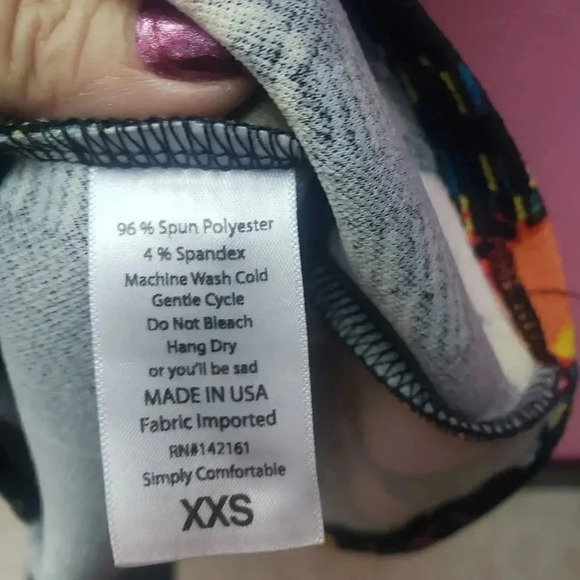 96 % Spun Polyester
4 % Spandex
Machine Wash Cold
Gentle Cycle
Do Not Bleach
Hang Dry
or you'll be sad
MADE IN USA
Fabric Imported
RN#142161
Simply Comfortable
XXS